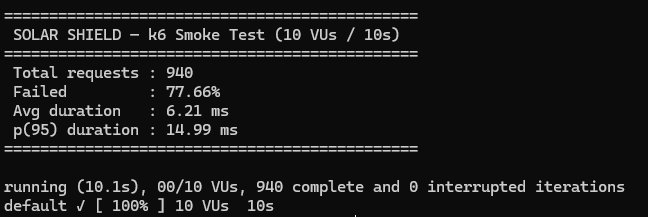 ==============================================
SOLAR SHIELD — k6 Smoke Test (10 VUs / 10s)
==============================================
Total requests : 940
Failed         : 77.66%
Avg duration   : 6.21 ms
p(95) duration : 14.99 ms
==============================================
running (10.1s), 00/10 VUs, 940 complete and 0 interrupted iterations
default ✓ [ 100% ] 10 VUs  10s